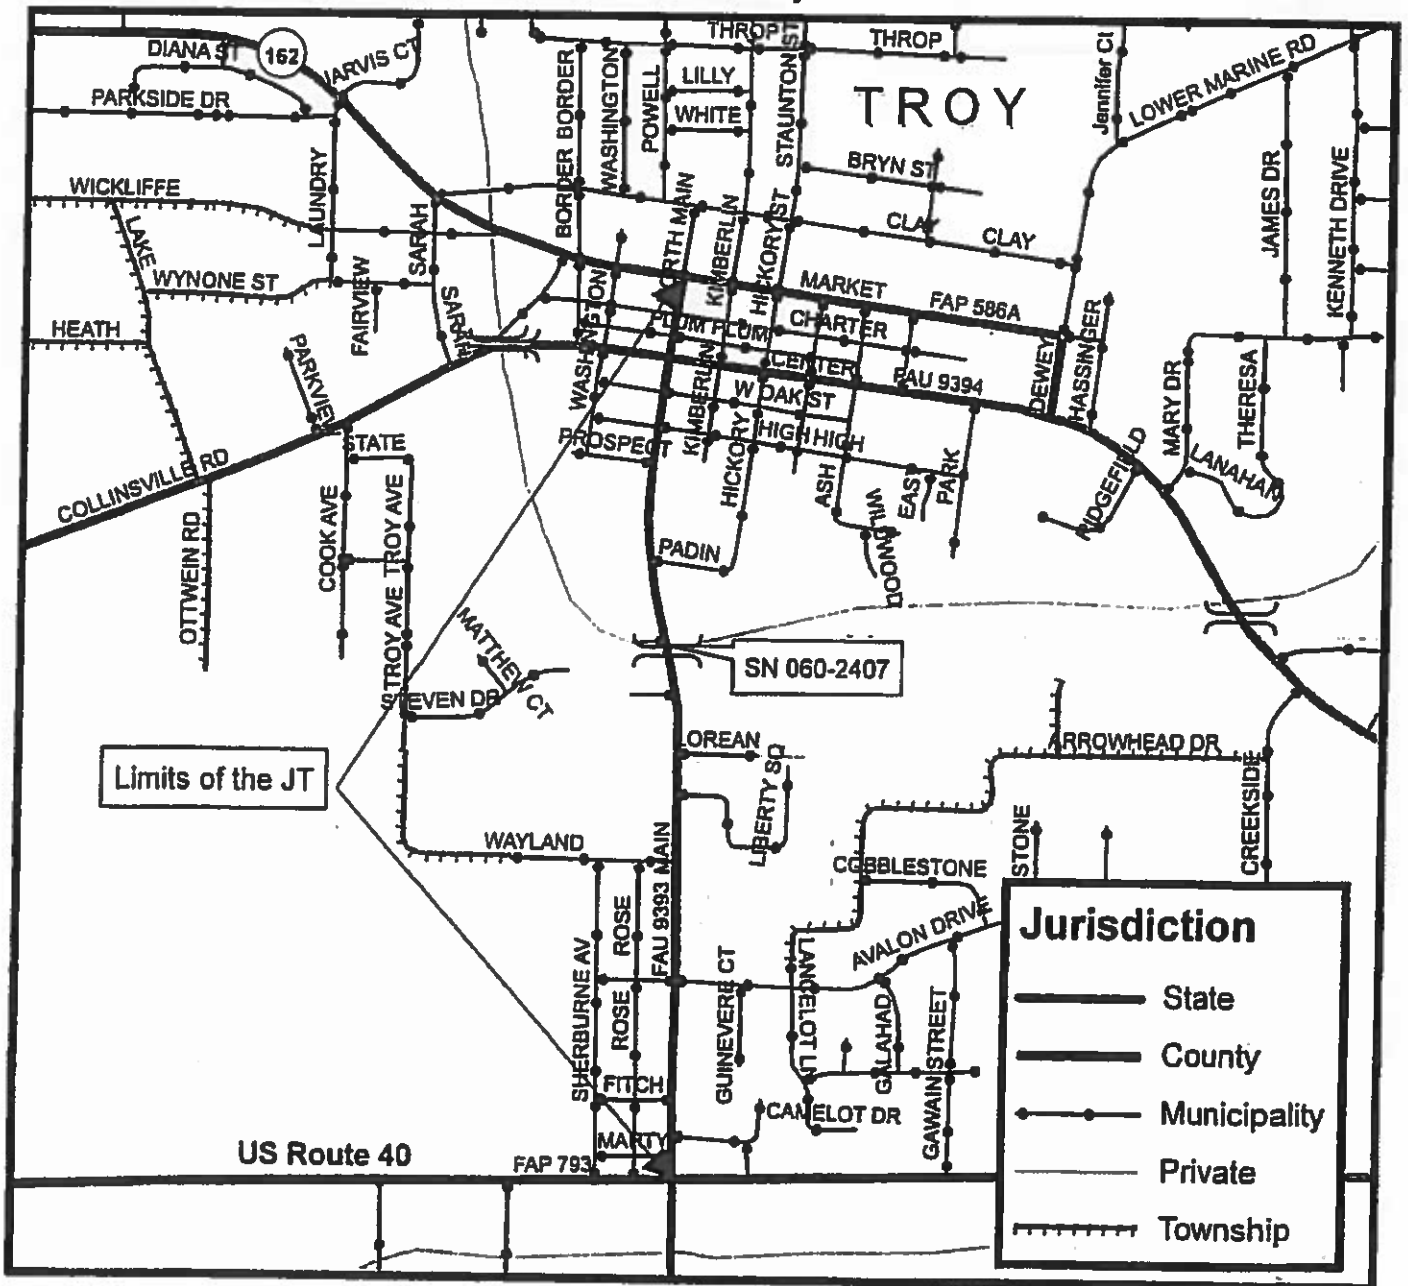 THROP
THROP
DIANA ST
162
JARVIS CT
LILLY
WHITE
PARKSIDE DR
BORDER
BORDER
WASHINGTON
POWELL
STAUNTON ST
TROY
Jennifer Ct
LOWER MARINE RD
BRYN ST
JAMES DR
KENNETH DRIVE
WICKLIFFE
LAUNDRY
LAKE
SARAH
NORTH MAIN
KIMBERLIN
HICKORY ST
CLAY
CLAY
WYNONE ST
FAIRVIEW
SARAH
WASHINGTON
MARKET
FAP 586A
HEATH
PARKVIEW
PLUM
PLUM
CHARTER
CENTER
FAU 9394
DEWEY
HASSINGER
MARY DR
THERESA
W OAK ST
KIMBERLIN
HIGH
HIGH
PROSPECT
HICKORY
ASH
WILDWOOD
EAST
PARK
RIDGEFIELD
LANAHAN
COLLINSVILLE RD
STATE
OTTWEIN RD
COOK AVE
TROY AVE
TROY AVE
PADIN
MATTHEW CT
STEVEN DR
SN 060-2407
LOREAN
LIBERTY SQ
ARROWHEAD DR
CREEKSIDE
Limits of the JT
WAYLAND
FAU 9393 MAIN
COBBLESTONE
STONE
AVALON DRIVE
SHERBURNE AV
ROSE
ROSE
GUINEVERE CT
LANCELOT LN
GALAHAD
GAWAIN STREET
FITCH
CAMELOT DR
MARTY
US Route 40
FAP 793
Jurisdiction
State
County
Municipality
Private
Township